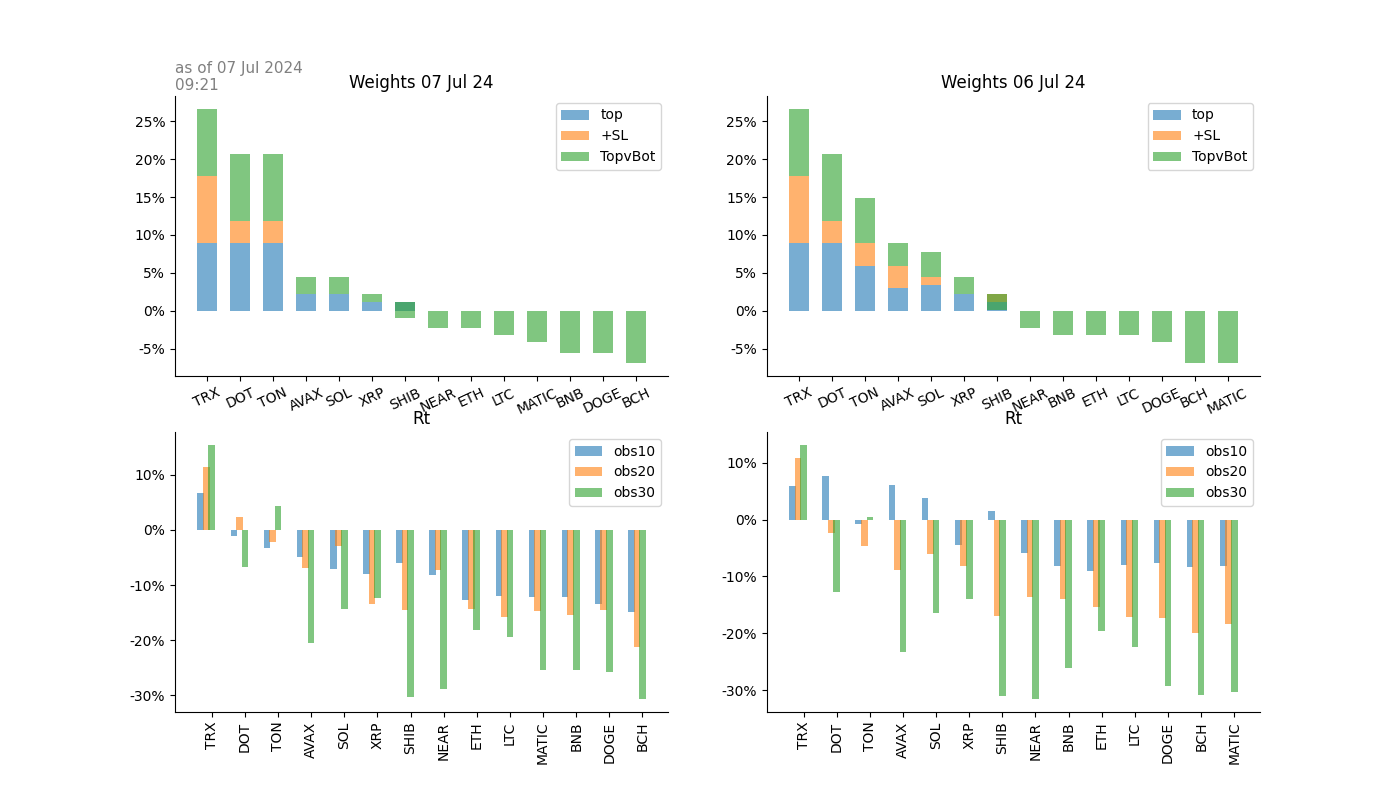 as of 07 Jul 2024
09:21
Weights 07 Jul 24
25%
20%
15%
10%
5%
0%
-5%
top
+SL
TopvBot
TRX DOT TON AVAX SOL XRP SHIB NEAR ETH LTC MATIC BNB DOGE BCH
Weights 06 Jul 24
25%
20%
15%
10%
5%
0%
-5%
top
+SL
TopvBot
TRX DOT TON AVAX SOL XRP SHIB NEAR BNB ETH LTC DOGE BCH MATIC
Rt
10%
0%
-10%
-20%
-30%
obs10
obs20
obs30
TRX DOT TON AVAX SOL XRP SHIB NEAR ETH LTC MATIC BNB DOGE BCH
Rt
10%
0%
-10%
-20%
-30%
obs10
obs20
obs30
TRX DOT TON AVAX SOL XRP SHIB NEAR BNB ETH LTC DOGE BCH MATIC